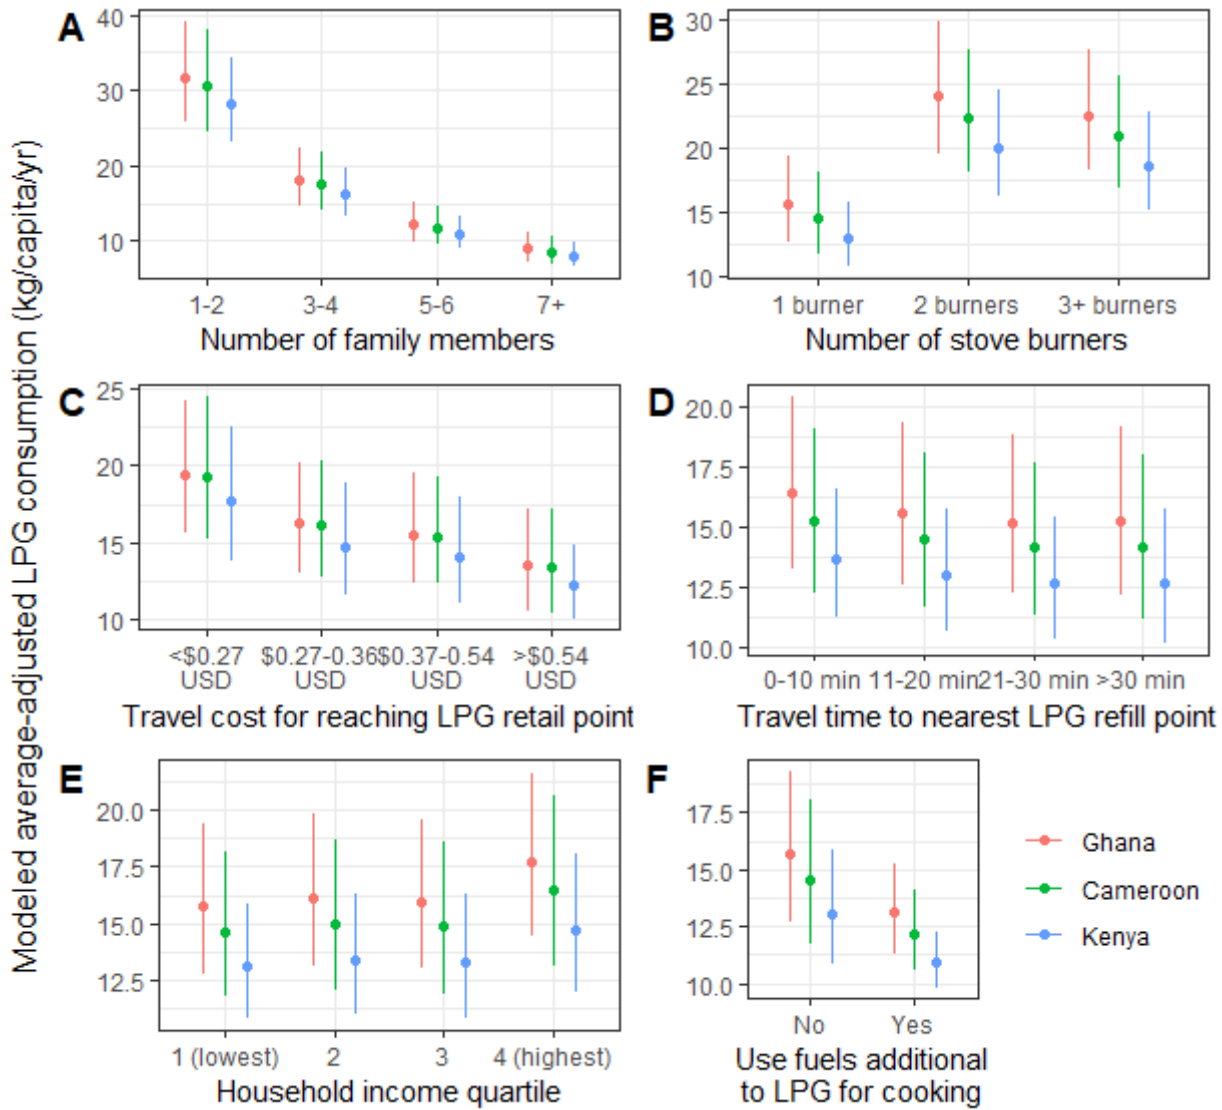 Modeled average-adjusted LPG consumption (kg/capita/yr)
A
40
30
20
10
1-2 3-4 5-6 7+
Number of family members
B
30
25
20
15
10
1 burner 2 burners 3+ burners
Number of stove burners
C
25
20
15
10
<$0.27 $0.27-0.36 $0.37-0.54 >$0.54
USD USD USD USD
Travel cost for reaching LPG retail point
D
20.0
17.5
15.0
12.5
10.0
0-10 min 11-20 min 21-30 min >30 min
Travel time to nearest LPG refill point
E
20.0
17.5
15.0
12.5
1 (lowest) 2 3 4 (highest)
Household income quartile
F
17.5
15.0
12.5
10.0
No Yes
Use fuels additional
to LPG for cooking
Ghana
Cameroon
Kenya